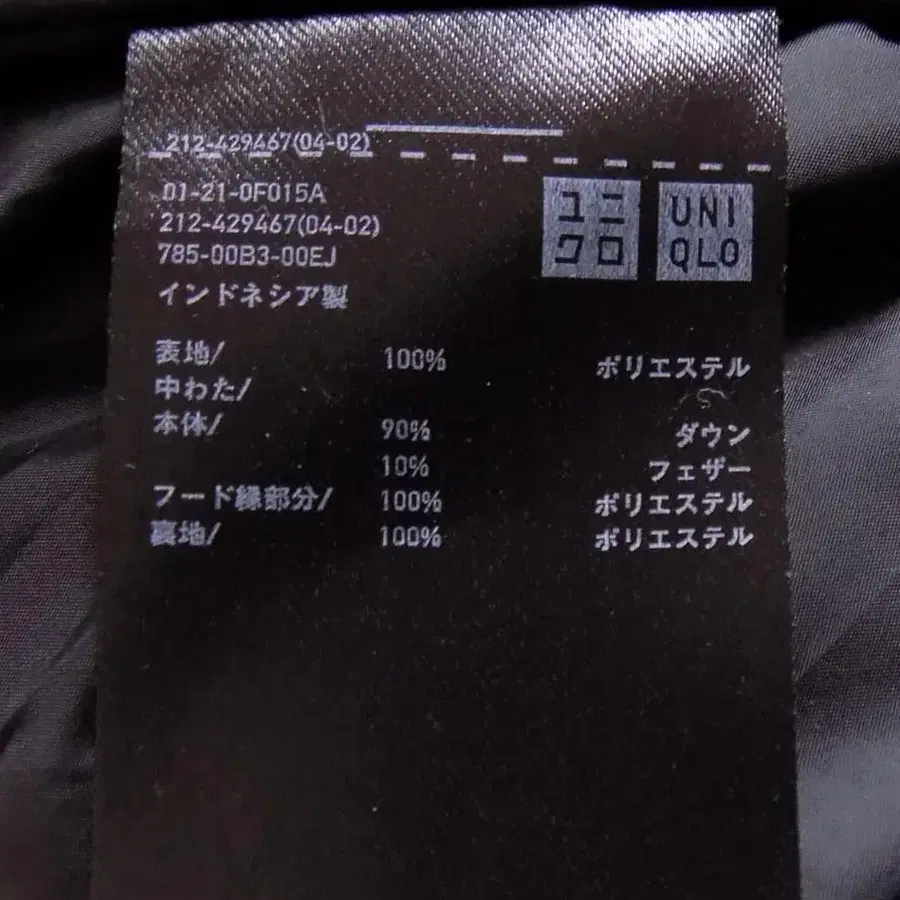 212-429467(04-02)
01-21-0F015A
212-429467(04-02)
785-00B3-00EJ
インドネシア製
ユニ
クロ
UNI
QLO
表地/ 100% ポリエステル
中わた/
本体/ 90% ダウン
10% フェザー
フード縁部分/ 100% ポリエステル
裏地/ 100% ポリエステル